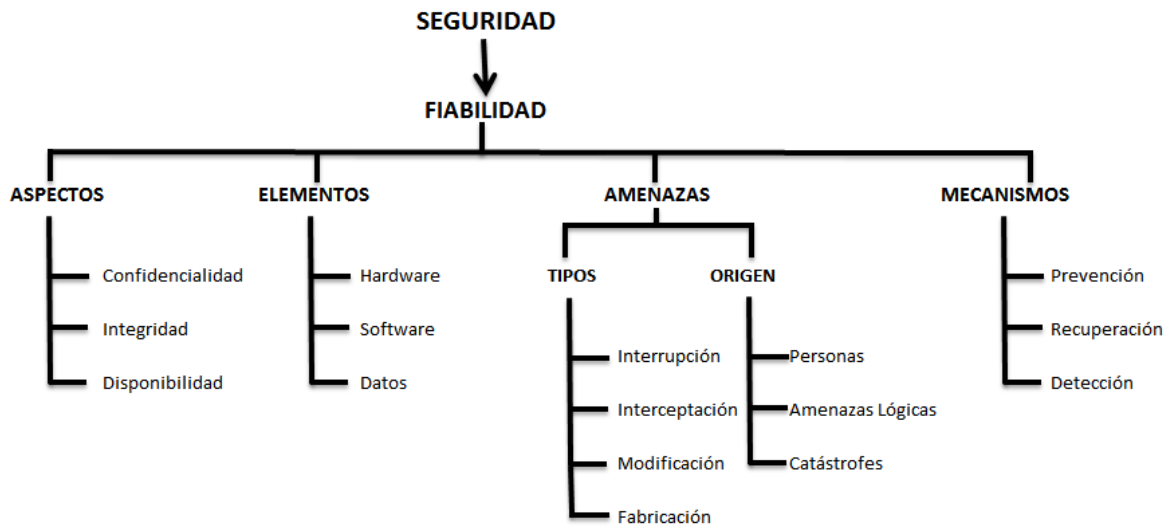 SEGURIDAD
FIABILIDAD
ASPECTOS
ELEMENTOS
AMENAZAS
MECANISMOS
Confidencialidad
Integridad
Disponibilidad
Hardware
Software
Datos
TIPOS
ORIGEN
Interrupción
Interceptación
Modificación
Fabricación
Personas
Amenazas Lógicas
Catástrofes
Prevención
Recuperación
Detección